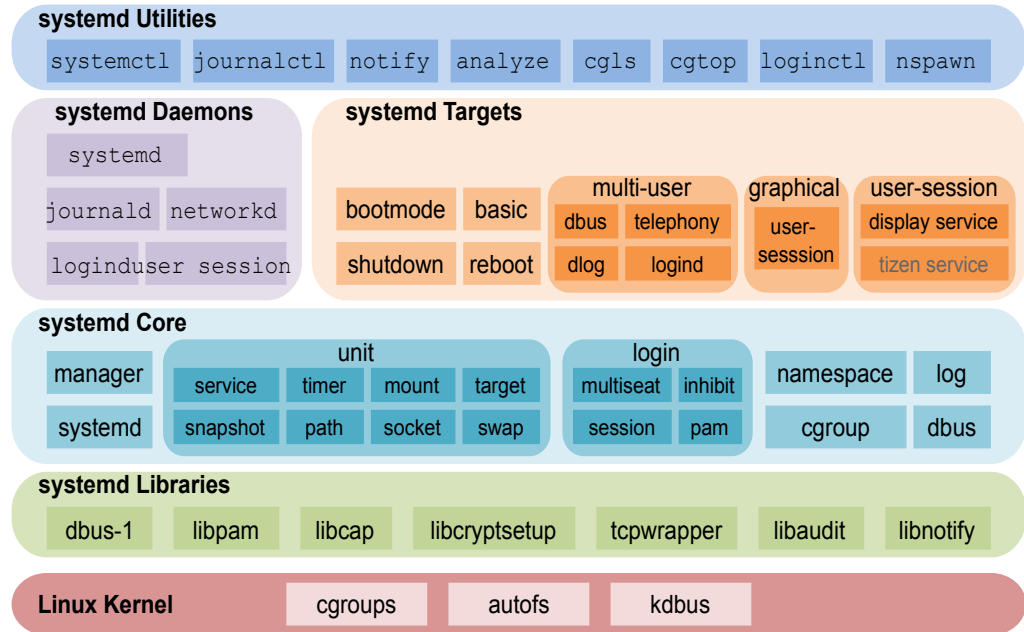 systemd Utilities
systemctl journalctl notify analyze cgls cgtop loginctl nspawn
systemd Daemons
systemd
journald networkd
logind user session
systemd Targets
bootmode basic
shutdown reboot
multi-user
dbus telephony
dlog logind
graphical
user-
sesssion
user-session
display service
tizen service
systemd Core
manager
systemd
unit
service timer mount target
snapshot path socket swap
login
multiseat inhibit
session pam
namespace log
cgroup dbus
systemd Libraries
dbus-1 libpam libcap libcryptsetup tcpwrapper libaudit libnotify
Linux Kernel cgroups autofs kdbus